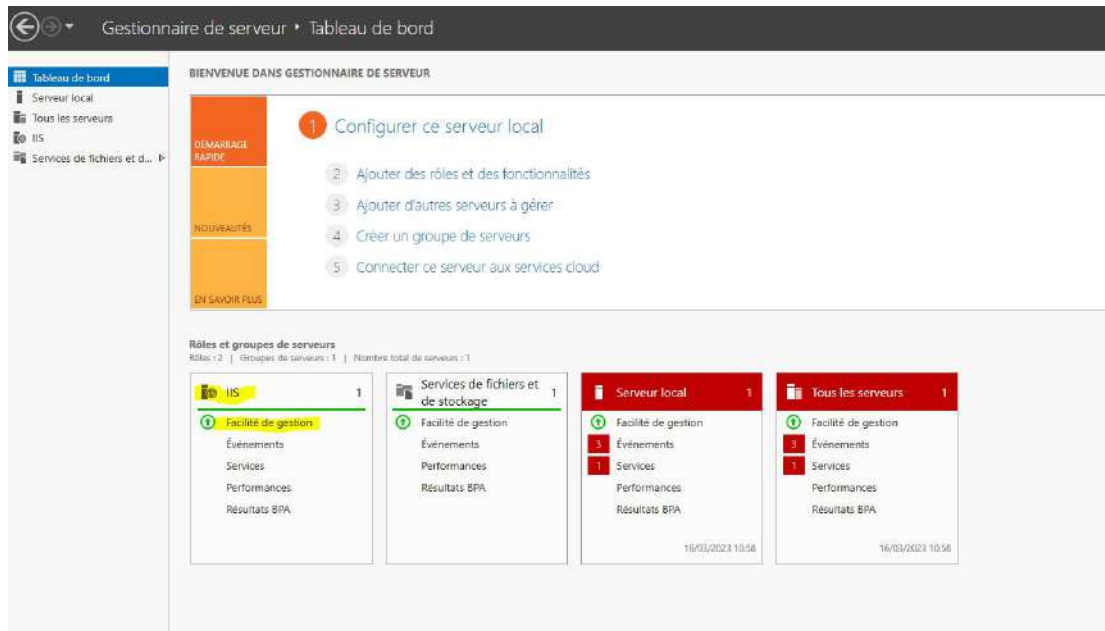 Gestionnaire de serveur • Tableau de bord
Tableau de bord
Serveur local
Tous les serveurs
IIS
Services de fichiers et d...
BIENVENUE DANS GESTIONNAIRE DE SERVEUR
DÉMARRAGE
RAPIDE
NOUVEAUTÉS
EN SAVOIR PLUS
1 Configurer ce serveur local
2 Ajouter des rôles et des fonctionnalités
3 Ajouter d'autres serveurs à gérer
4 Créer un groupe de serveurs
5 Connecter ce serveur aux services cloud
Rôles et groupes de serveurs
Rôles : 2 | Groupes de serveurs : 1 | Nombre total de serveurs : 1
IIS 1
Facilité de gestion
Événements
Services
Performances
Résultats BPA
Services de fichiers et
de stockage 1
Facilité de gestion
Événements
Performances
Résultats BPA
Serveur local 1
Facilité de gestion
3 Événements
1 Services
Performances
Résultats BPA
16/03/2023 10:58
Tous les serveurs 1
Facilité de gestion
3 Événements
1 Services
Performances
Résultats BPA
16/03/2023 10:58